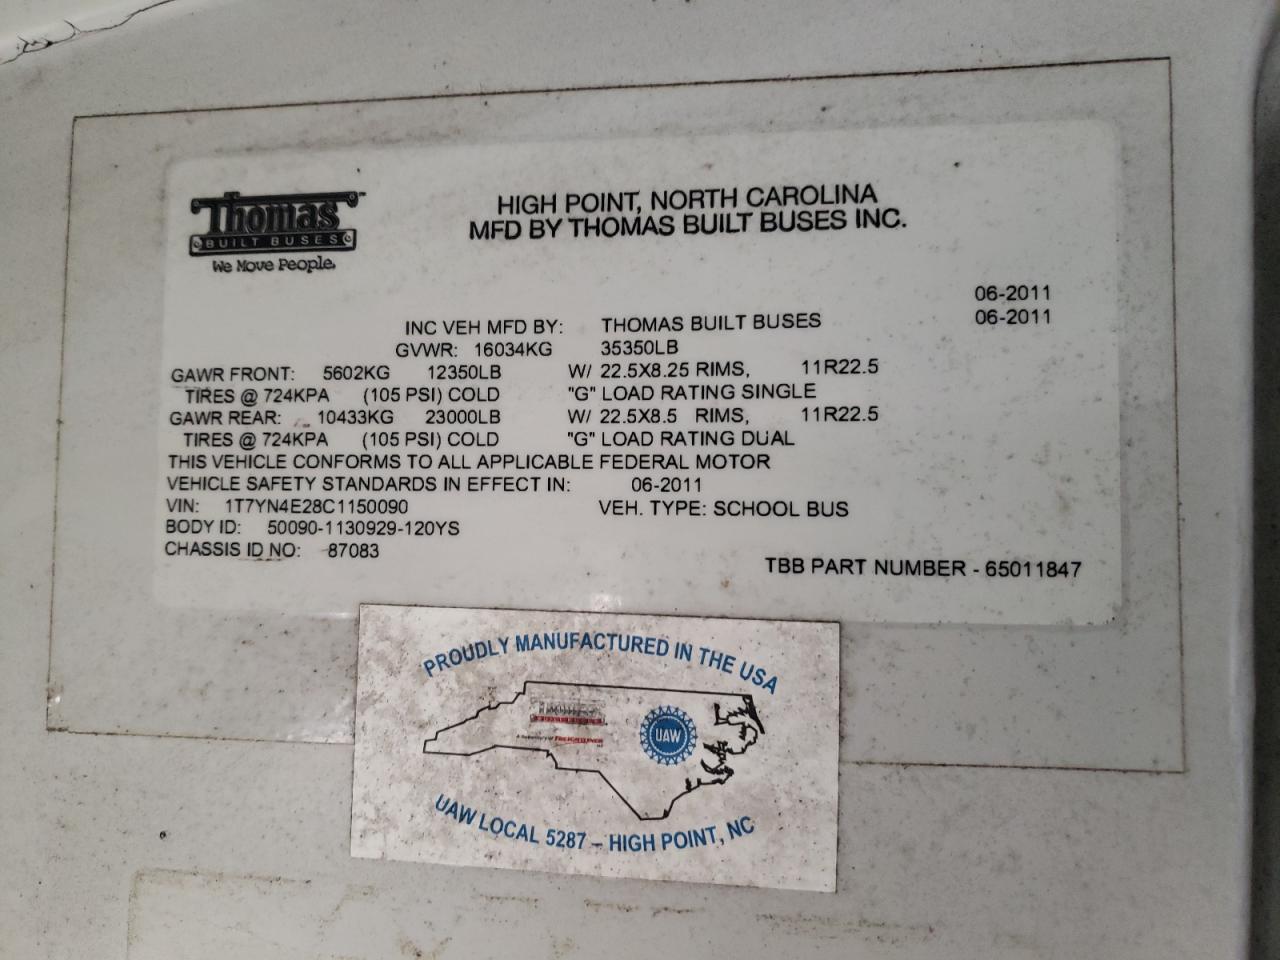 Thomas
BUILT BUSES
We Move People.
HIGH POINT, NORTH CAROLINA
MFD BY THOMAS BUILT BUSES INC.
06-2011
INC VEH MFD BY: THOMAS BUILT BUSES 06-2011
GVWR: 16034KG 35350LB
GAWR FRONT: 5602KG 12350LB W/ 22.5X8.25 RIMS, 11R22.5
TIRES @ 724KPA (105 PSI) COLD "G" LOAD RATING SINGLE
GAWR REAR: 10433KG 23000LB W/ 22.5X8.5 RIMS, 11R22.5
TIRES @ 724KPA (105 PSI) COLD "G" LOAD RATING DUAL
THIS VEHICLE CONFORMS TO ALL APPLICABLE FEDERAL MOTOR
VEHICLE SAFETY STANDARDS IN EFFECT IN: 06-2011
VIN: 1T7YN4E28C1150090 VEH. TYPE: SCHOOL BUS
BODY ID: 50090-1130929-120YS
CHASSIS ID NO: 87083
TBB PART NUMBER - 65011847
PROUDLY MANUFACTURED IN THE USA
UAW
UAW LOCAL 5287 – HIGH POINT, NC